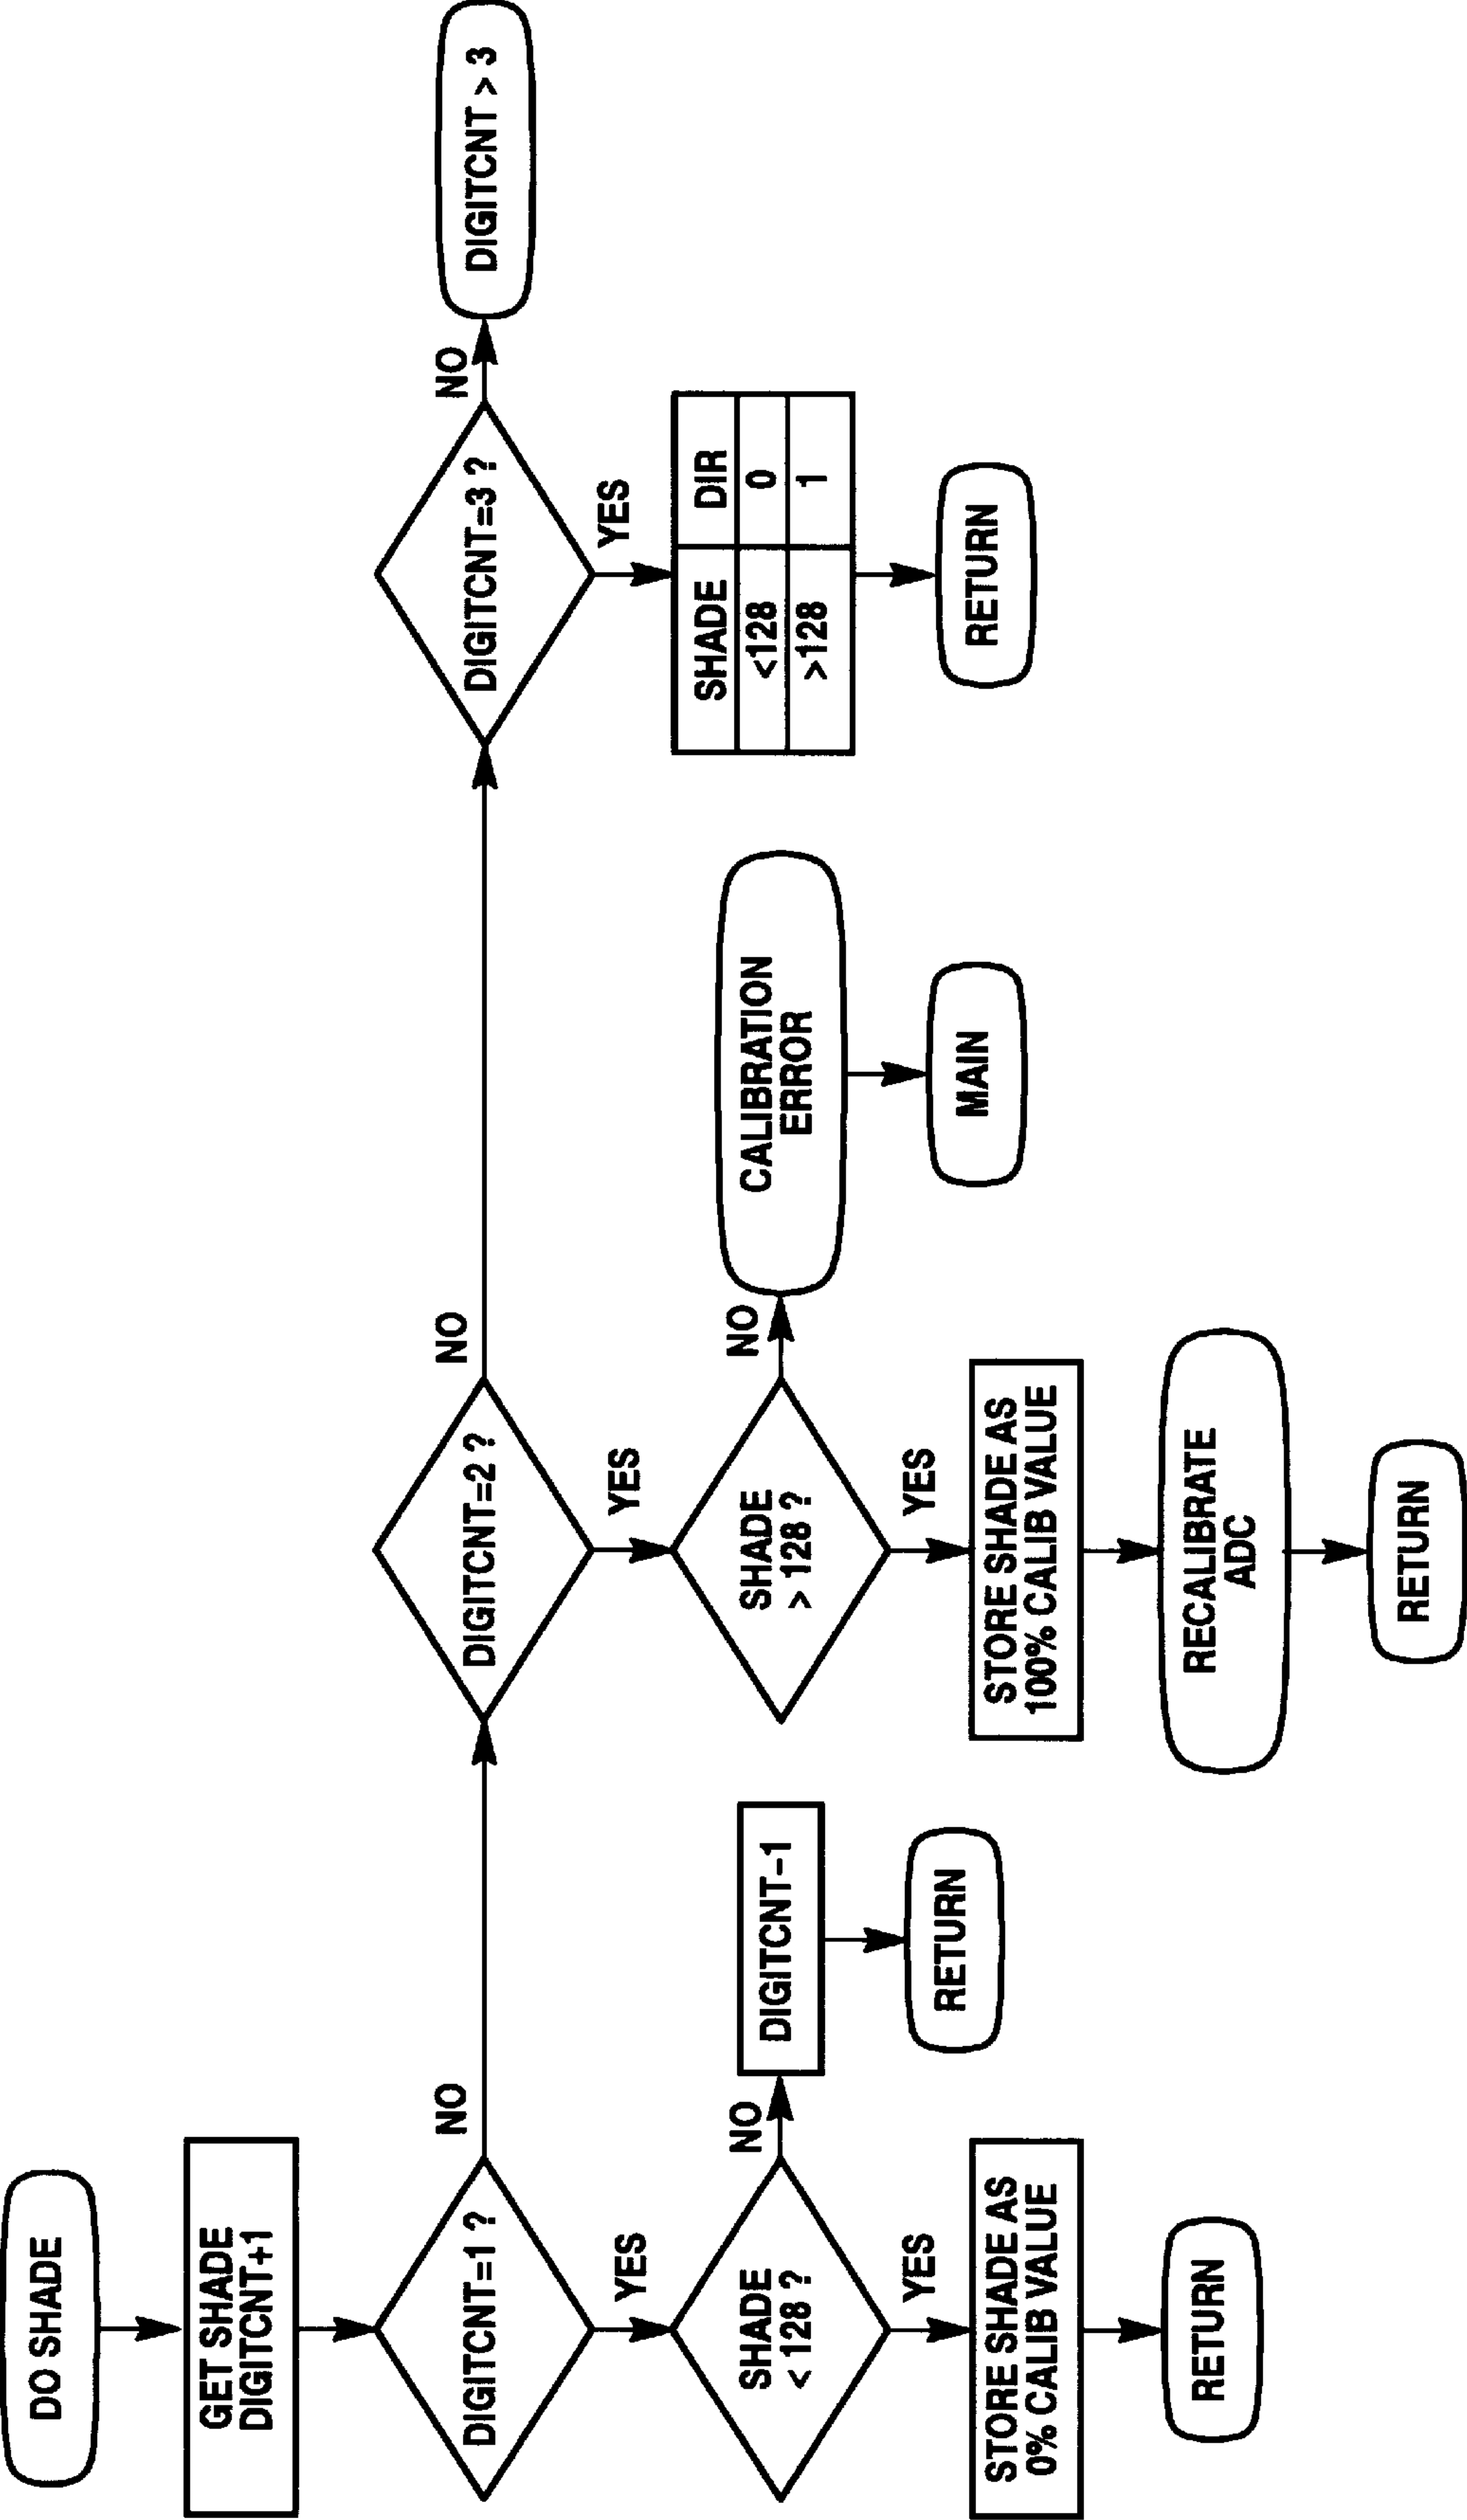 DO SHADE
GET SHADE
DIGITCNT+1
DIGITCNT=1 ?
NO
YES
SHADE
< 128 ?
NO
DIGITCNT-1
RETURN
YES
STORE SHADE AS
0% CALIB VALUE
RETURN
DIGITCNT=2 ?
NO
YES
SHADE
> 128 ?
NO
CALIBRATION
ERROR
MAIN
YES
STORE SHADE AS
100% CALIB VALUE
RECALIBRATE
ADC
RETURN
DIGITCNT=3 ?
NO
DIGITCNT > 3
YES
SHADE DIR
<128 0
>128 1
RETURN